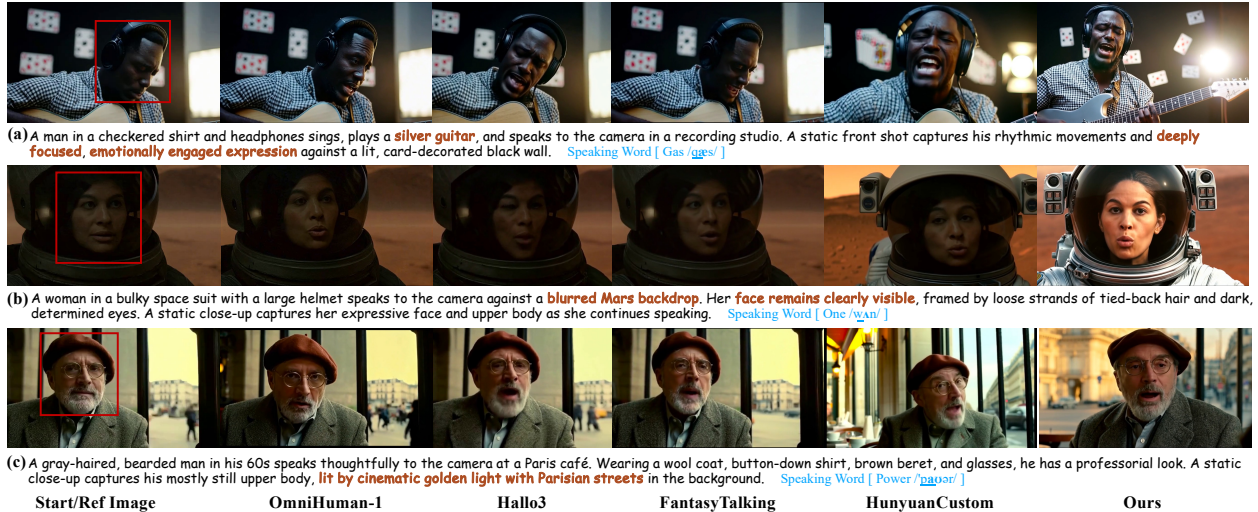 (a) A man in a checkered shirt and headphones sings, plays a silver guitar, and speaks to the camera in a recording studio. A static front shot captures his rhythmic movements and deeply
focused, emotionally engaged expression against a lit, card-decorated black wall. Speaking Word [ Gas /gæs/ ]
(b) A woman in a bulky space suit with a large helmet speaks to the camera against a blurred Mars backdrop. Her face remains clearly visible, framed by loose strands of tied-back hair and dark,
determined eyes. A static close-up captures her expressive face and upper body as she continues speaking. Speaking Word [ One /wʌn/ ]
(c) A gray-haired, bearded man in his 60s speaks thoughtfully to the camera at a Paris café. Wearing a wool coat, button-down shirt, brown beret, and glasses, he has a professorial look. A static
close-up captures his mostly still upper body, lit by cinematic golden light with Parisian streets in the background. Speaking Word [ Power /ˈpaʊər/ ]
Start/Ref Image OmniHuman-1 Hallo3 FantasyTalking HunyuanCustom Ours